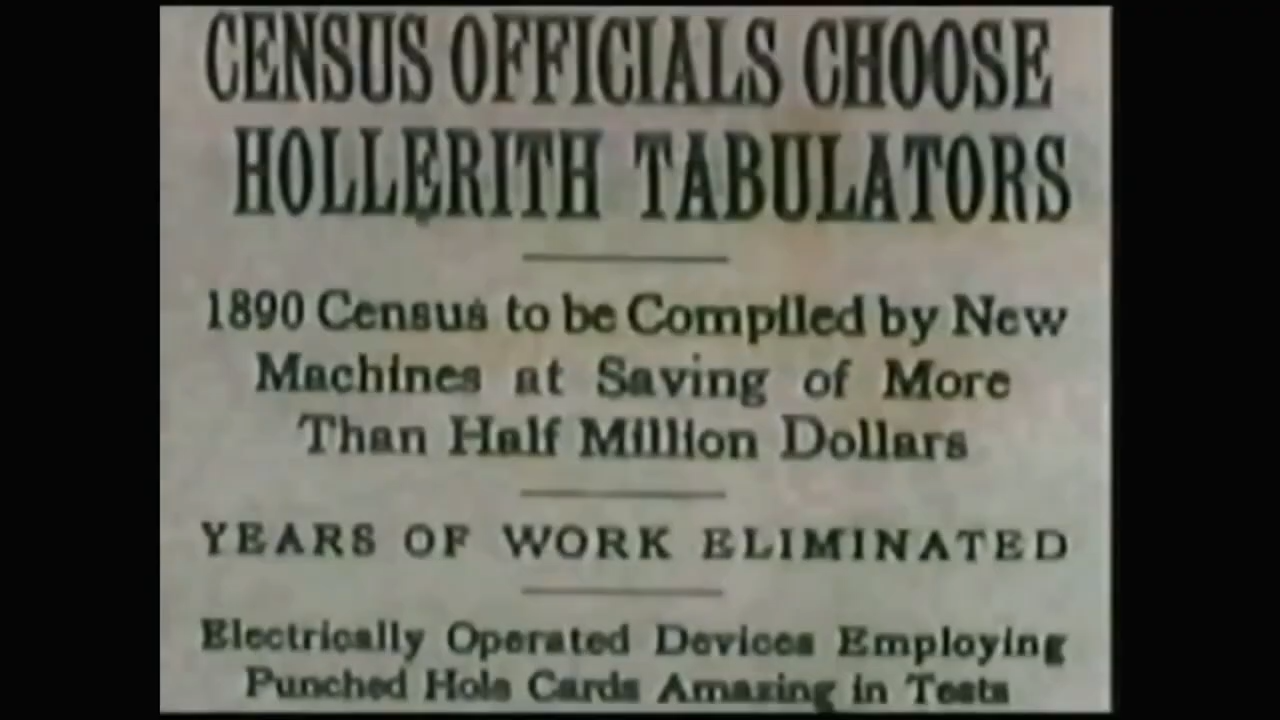 CENSUS OFFICIALS CHOOSE
HOLLERITH TABULATORS
1890 Census to be Compiled by New
Machines at Saving of More
Than Half Million Dollars
YEARS OF WORK ELIMINATED
Electrically Operated Devices Employing
Punched Hole Cards Amazing in Tests